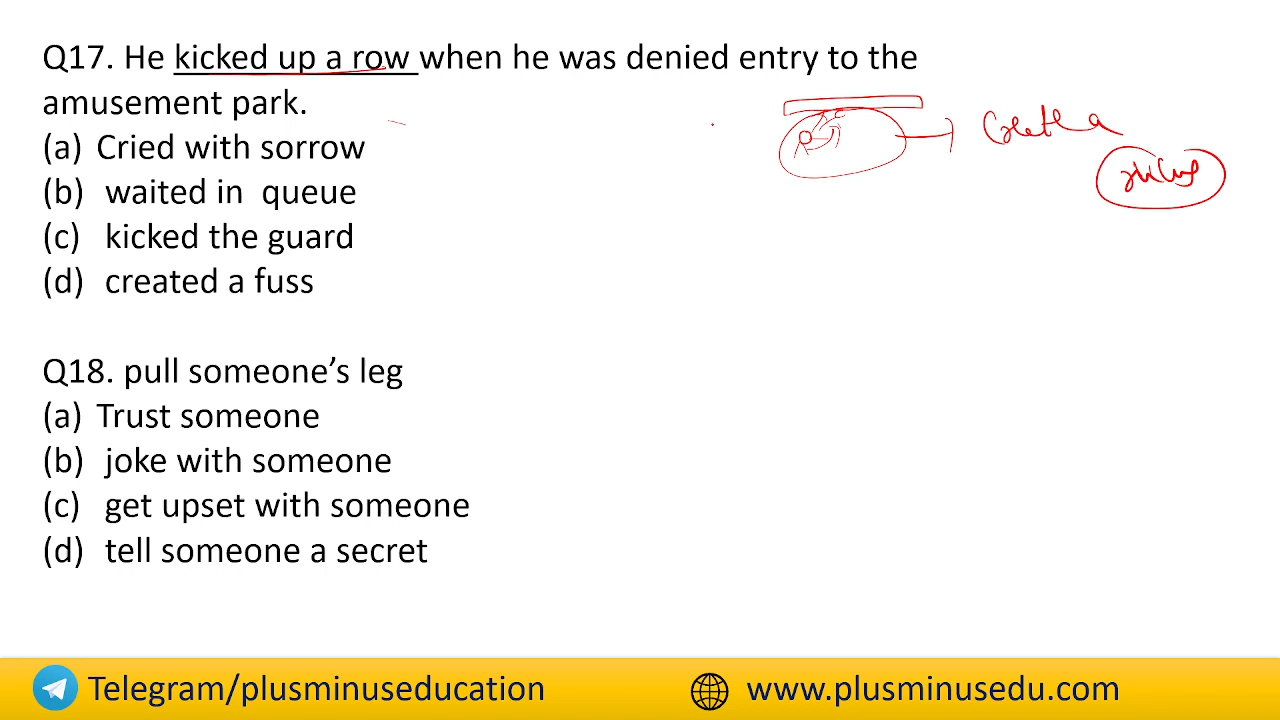 Q17. He kicked up a row when he was denied entry to the
amusement park.
(a) Cried with sorrow
(b) waited in queue
(c) kicked the guard
(d) created a fuss
Q18. pull someone’s leg
(a) Trust someone
(b) joke with someone
(c) get upset with someone
(d) tell someone a secret
Telegram/plusminuseducation
www.plusminusedu.com